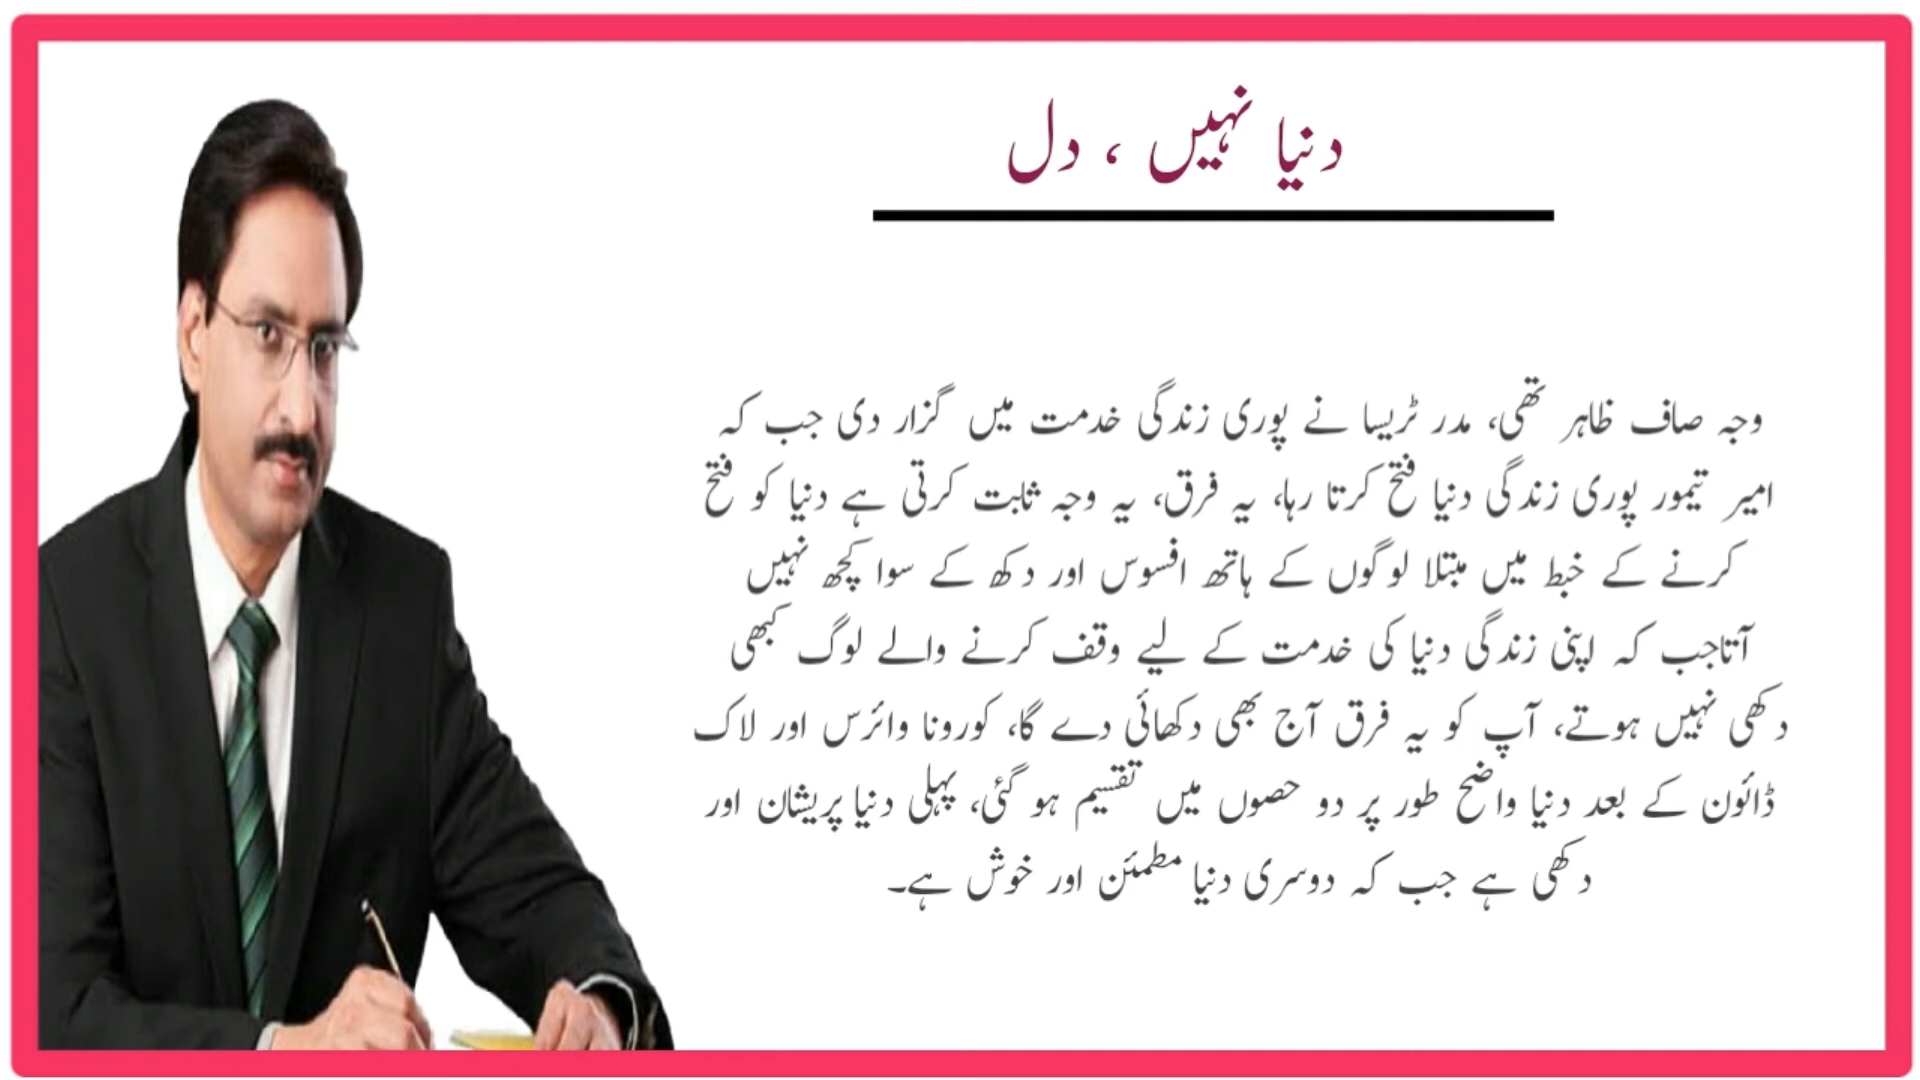 دنیا نہیں ، دل
وجہ صاف ظاہر تھی، مدر ٹریسا نے پوری زندگی خدمت میں گزار دی جب کہ
امیر تیمور پوری زندگی دنیا فتح کرتا رہا، یہ فرق، یہ وجہ ثابت کرتی ہے دنیا کو فتح
کرنے کے خبط میں مبتلا لوگوں کے ہاتھ افسوس اور دکھ کے سوا کچھ نہیں
آتاجب کہ اپنی زندگی دنیا کی خدمت کے لیے وقف کرنے والے لوگ کبھی
دکھی نہیں ہوتے، آپ کو یہ فرق آج بھی دکھائی دے گا، کورونا وائرس اور لاک
ڈائون کے بعد دنیا واضح طور پر دو حصوں میں تقسیم ہو گئی، پہلی دنیا پریشان اور
دکھی ہے جب کہ دوسری دنیا مطمئن اور خوش ہے۔